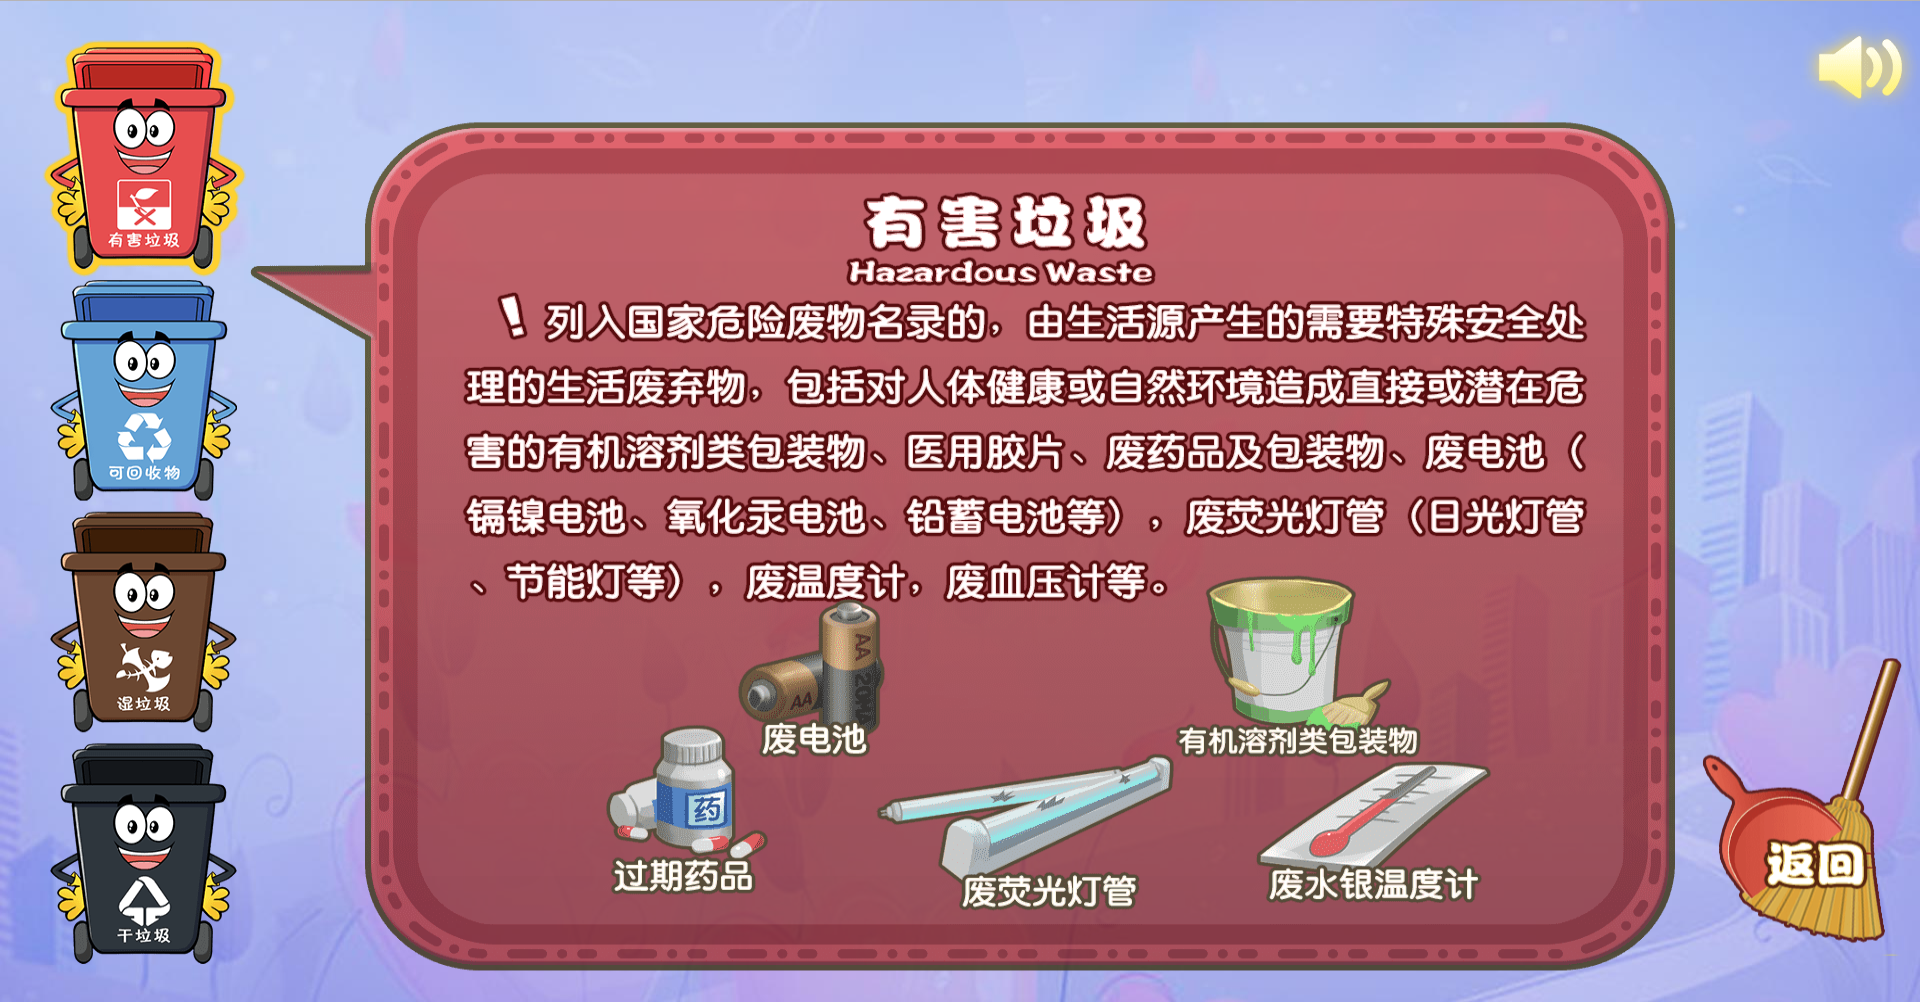 有害垃圾
可回收物
湿垃圾
干垃圾
有害垃圾
Hazardous Waste
! 列入国家危险废物名录的，由生活源产生的需要特殊安全处
理的生活废弃物，包括对人体健康或自然环境造成直接或潜在危
害的有机溶剂类包装物、医用胶片、废药品及包装物、废电池（
镉镍电池、氧化汞电池、铅蓄电池等），废荧光灯管（日光灯管
、节能灯等），废温度计，废血压计等。
AA
AA
20MA
废电池
有机溶剂类包装物
药
过期药品
废荧光灯管
废水银温度计
返回